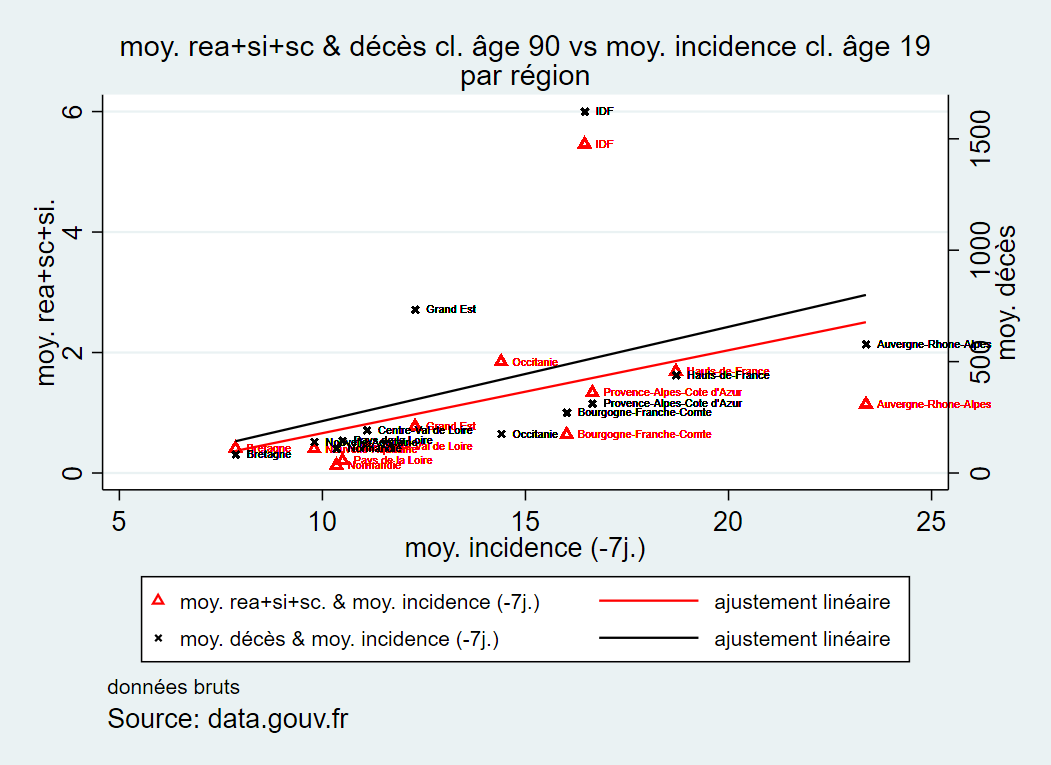 moy. rea+si+sc & décès cl. âge 90 vs moy. incidence cl. âge 19
par région
6
4
2
0
moy. rea+sc+si.
1500
1000
500
0
moy. décès
IDF
IDF
Grand Est
Auvergne-Rhone-Alpes
Occitanie
Hauts-de-France
Hauts-de-France
Provence-Alpes-Cote d'Azur
Provence-Alpes-Cote d'Azur
Auvergne-Rhone-Alpes
Bourgogne-Franche-Comte
Grand Est
Centre-Val de Loire
Occitanie
Bourgogne-Franche-Comte
Pays de la Loire
Val de Loire
Normandie
Bretagne
Bretagne
Pays de la Loire
Normandie
5
10
15
20
25
moy. incidence (-7j.)
moy. rea+si+sc. & moy. incidence (-7j.)
ajustement linéaire
moy. décès & moy. incidence (-7j.)
ajustement linéaire
données bruts
Source: data.gouv.fr